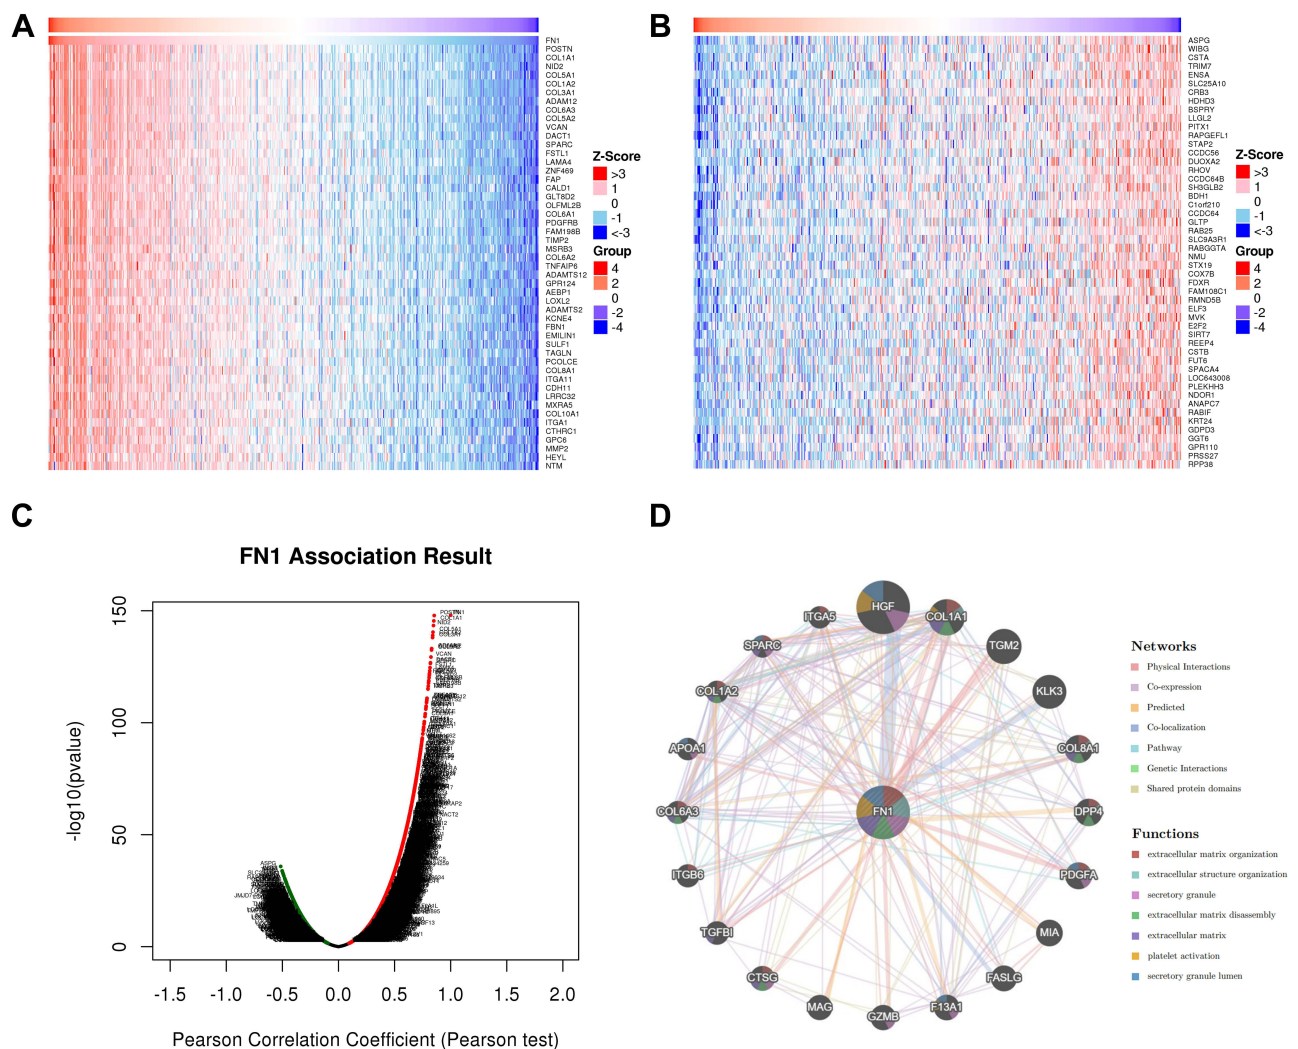 A
FN1
POSTN
COL1A1
NID2
COL5A1
COL1A2
COL3A1
ADAM12
COL6A3
COL5A2
VCAN
DACT1
SPARC
FSTL1
LAMA4
ZNF469
FAP
CALD1
GLT8D2
OLFML2B
COL6A1
PDGFRB
FAM198B
TIMP2
MSRB3
COL6A2
TNFAIP6
ADAMTS12
GPR124
AEBP1
LOXL2
ADAMTS2
KCNE4
FBN1
EMILIN1
SULF1
TAGLN
PCOLCE
COL8A1
ITGA11
CDH11
LRRC32
MXRA5
COL10A1
ITGA1
CTHRC1
GPC6
MMP2
HEYL
NTM
Z-Score
>3
1
0
-1
<-3
Group
4
2
0
-2
-4
B
ASPG
WIBG
CSTA
TRIM7
ENSA
SLC25A10
CRB3
HDHD3
BSPRY
LLGL2
PITX1
RAPGEFL1
STAP2
CCDC56
DUOXA2
RHOV
CCDC64B
SH3GLB2
BDH1
C1orf210
CCDC64
GLTP
RAB25
SLC9A3R1
RABGGTA
NMU
STX19
COX7B
FDXR
FAM108C1
RMND5B
ELF3
MVK
E2F2
SIRT7
REEP4
CSTB
FUT6
SPACA4
LOC643008
PLEKHH3
NDOR1
ANAPC7
RABIF
KRT24
GDPD3
GGT6
GPR110
PRSS27
RPP38
Z-Score
>3
1
0
-1
<-3
Group
4
2
0
-2
-4
C
FN1 Association Result
-log10(pvalue)
150
100
50
0
NID2
VCAN
ASPG
-1.5 -1.0 -0.5 0.0 0.5 1.0 1.5 2.0
Pearson Correlation Coefficient (Pearson test)
D
HGF
COL1A1
TGM2
KLK3
COL8A1
DPP4
PDGFA
MIA
FASLG
F13A1
GZMB
MAG
CTSG
TGFBI
ITGB6
COL6A3
APOA1
COL1A2
SPARC
ITGA5
FN1
Networks
Physical Interactions
Co-expression
Predicted
Co-localization
Pathway
Genetic Interactions
Shared protein domains
Functions
extracellular matrix organization
extracellular structure organization
secretory granule
extracellular matrix disassembly
extracellular matrix
platelet activation
secretory granule lumen